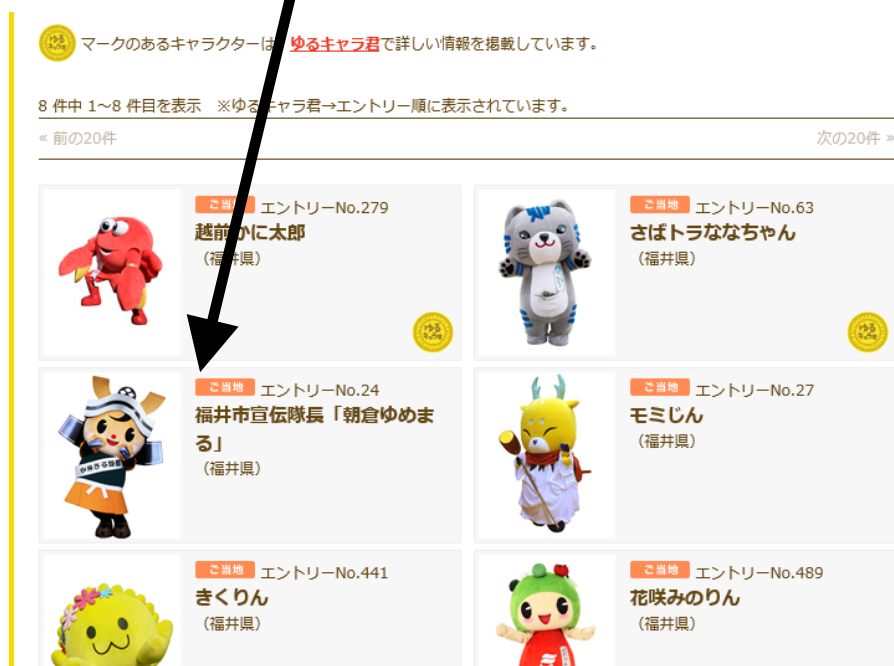 マークのあるキャラクターは、ゆるキャラ君で詳しい情報を掲載しています。
8 件中 1～8 件目を表示　※ゆるキャラ君→エントリー順に表示されています。
« 前の20件
次の20件 »
ご当地 エントリーNo.279
越前かに太郎
（福井県）
ご当地 エントリーNo.63
さばトラななちゃん
（福井県）
ご当地 エントリーNo.24
福井市宣伝隊長「朝倉ゆめま
る」
（福井県）
ご当地 エントリーNo.27
モミじん
（福井県）
ご当地 エントリーNo.441
きくりん
（福井県）
ご当地 エントリーNo.489
花咲みのりん
（福井県）